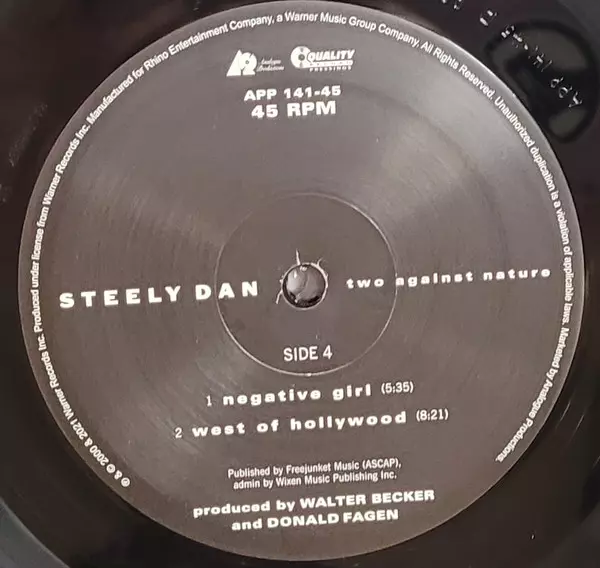 ℗ & © 2000 & 2021 Warner Records Inc. Produced under license from Warner Records Inc. Manufactured for Rhino Entertainment Company, a Warner Music Group Company. All Rights Reserved. Unauthorized duplication is a violation of applicable laws. Marketed by Analogue Productions.
Analogue Productions
QUALITY
RECORD
PRESSINGS
APP 141-45
45 RPM
STEELY DAN
two against nature
SIDE 4
1 negative girl (5:35)
2 west of hollywood (8:21)
Published by Freejunket Music (ASCAP),
admin by Wixen Music Publishing Inc.
produced by WALTER BECKER
and DONALD FAGEN